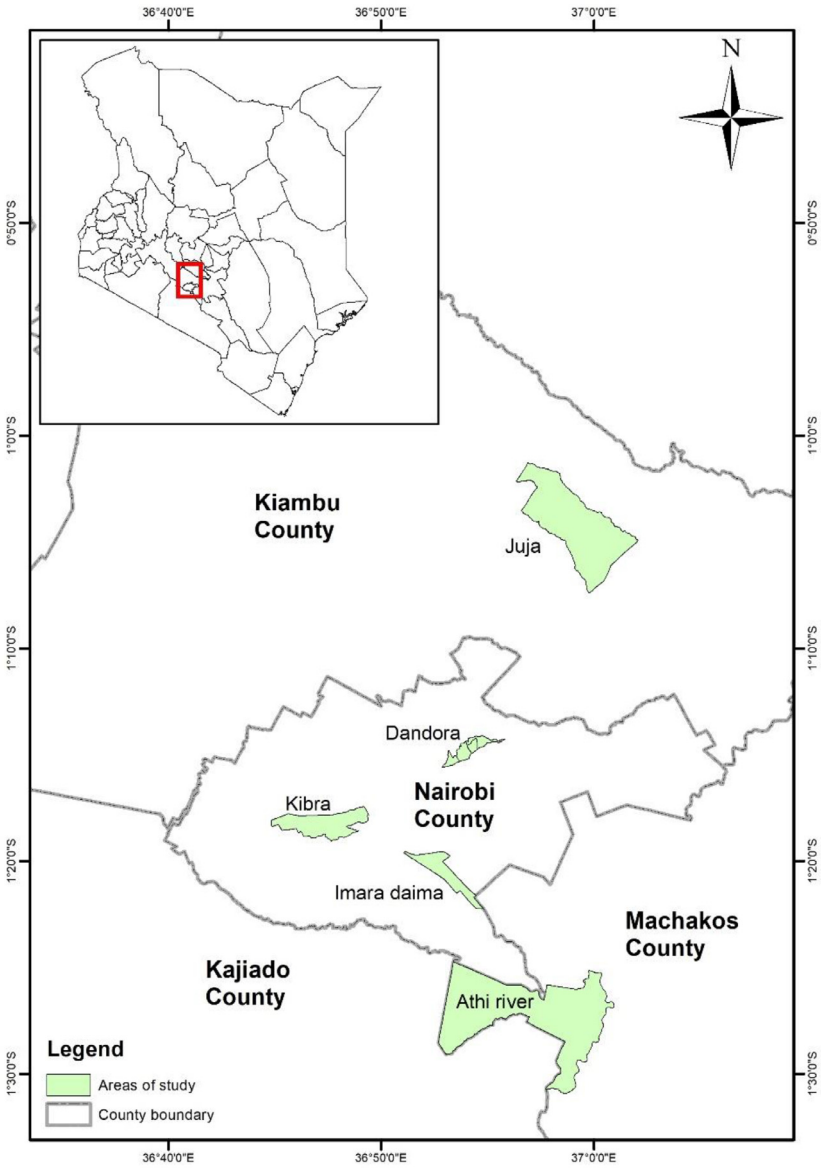 36°40'0"E
36°50'0"E
37°0'0"E
N
0°50'0"S
0°50'0"S
1°0'0"S
1°0'0"S
Kiambu
County
Juja
1°10'0"S
1°10'0"S
Dandora
Nairobi
County
Kibra
1°20'0"S
1°20'0"S
Imara daima
Machakos
County
Kajiado
County
Athi river
Legend
Areas of study
County boundary
1°30'0"S
1°30'0"S
36°40'0"E
36°50'0"E
37°0'0"E